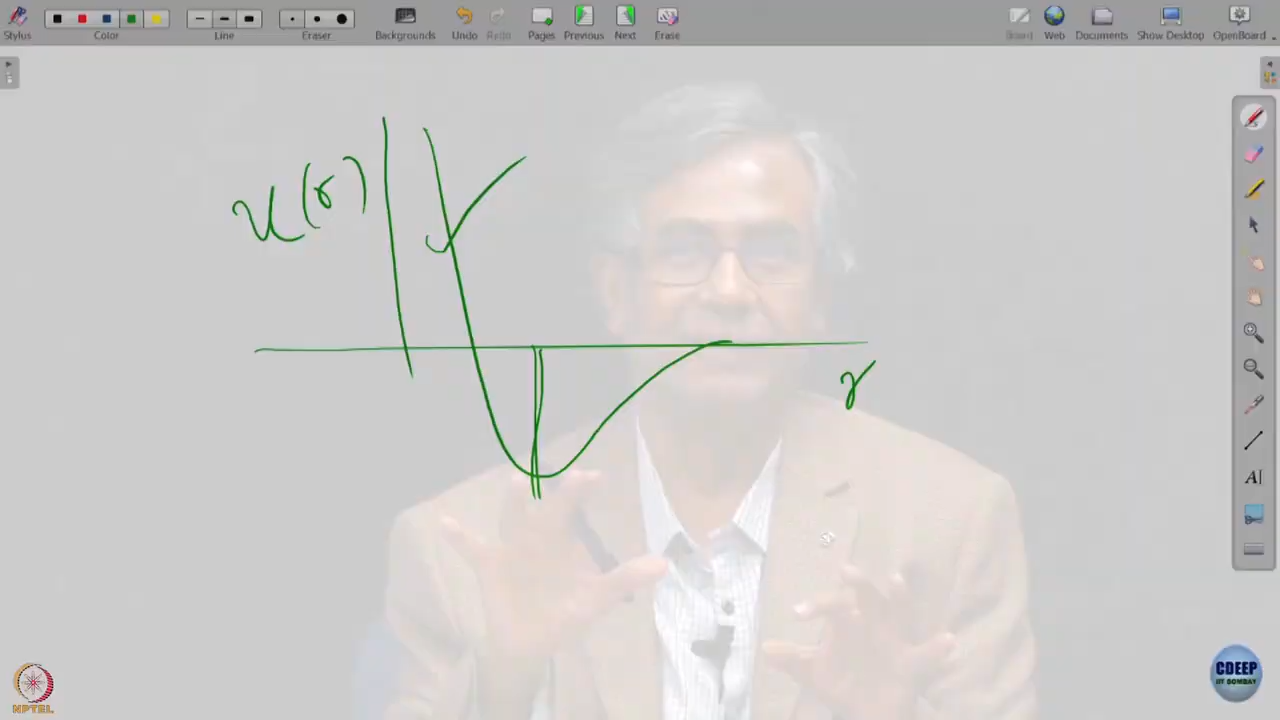 Stylus
Color
Line
Eraser
Backgrounds
Undo
Redo
Pages
Previous
Next
Erase
Board
Web
Documents
Show Desktop
OpenBoard
u(r)
r
A
NPTEL
CDEEP
IIT BOMBAY